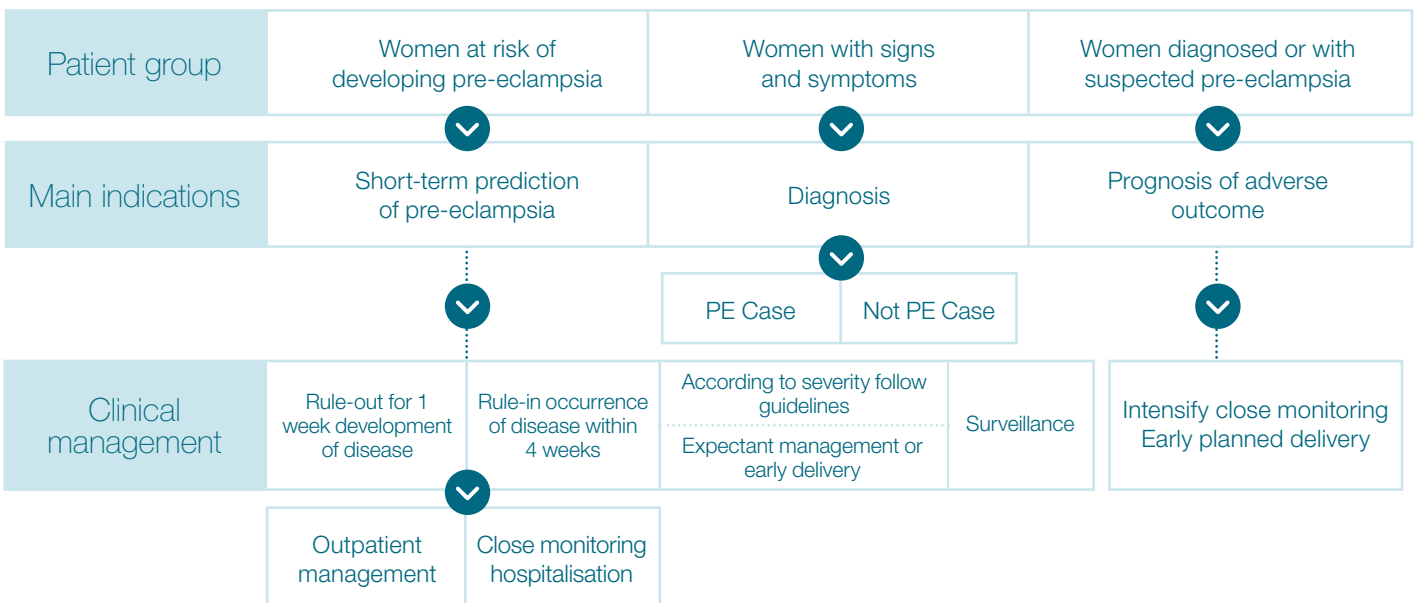 Patient group
Women at risk of
developing pre-eclampsia
Women with signs
and symptoms
Women diagnosed or with
suspected pre-eclampsia
Main indications
Short-term prediction
of pre-eclampsia
Diagnosis
Prognosis of adverse
outcome
PE Case
Not PE Case
Clinical
management
Rule-out for 1
week development
of disease
Rule-in occurrence
of disease within
4 weeks
According to severity follow
guidelines
Expectant management or
early delivery
Surveillance
Intensify close monitoring
Early planned delivery
Outpatient
management
Close monitoring
hospitalisation